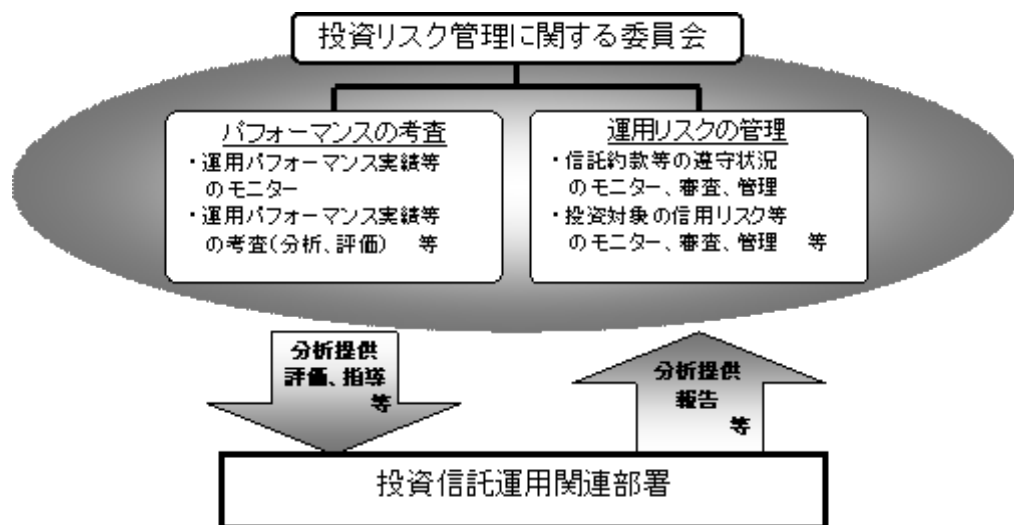 投資リスク管理に関する委員会
パフォーマンスの考査
・運用パフォーマンス実績等
のモニター
・運用パフォーマンス実績等
の考査(分析、評価) 等
運用リスクの管理
・信託約款等の遵守状況
のモニター、審査、管理
・投資対象の信用リスク等
のモニター、審査、管理 等
分析提供
評価、指導
等
分析提供
報告
等
投資信託運用関連部署